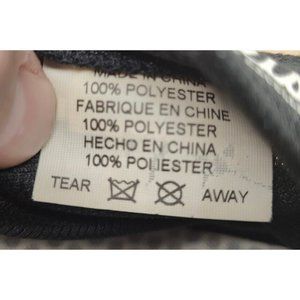 MADE IN CHINA
100% POLYESTER
FABRIQUE EN CHINE
100% POLYESTER
HECHO EN CHINA
100% POLIESTER
TEAR AWAY